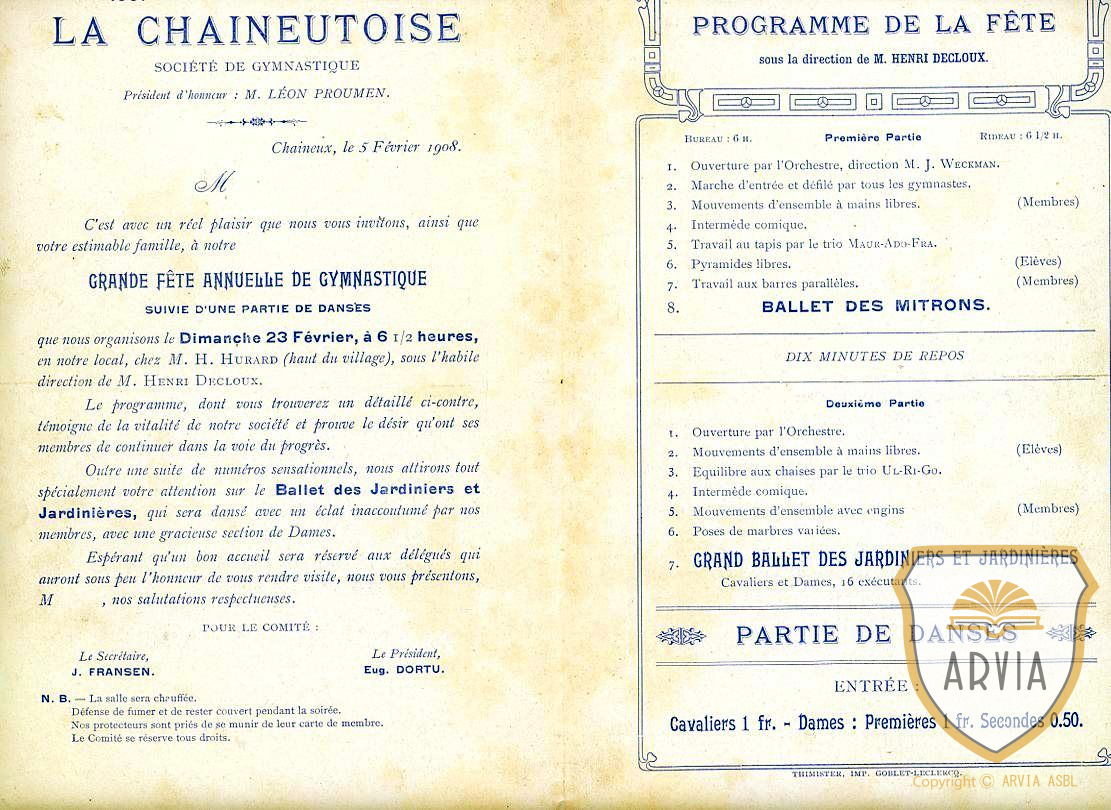 LA CHAINEUTOISE
SOCIÉTÉ DE GYMNASTIQUE
Président d'honneur : M. LÉON PROUMEN.
Chaineux, le 5 Février 1908.
M
C'est avec un réel plaisir que nous vous invitons, ainsi que
votre estimable famille, à notre
GRANDE FÊTE ANNUELLE DE GYMNASTIQUE
SUIVIE D'UNE PARTIE DE DANSES
que nous organisons le Dimanche 23 Février, à 6 1/2 heures,
en notre local, chez M. H. HURARD (haut du village), sous l'habile
direction de M. HENRI DECLOUX.
Le programme, dont vous trouverez un détaillé ci-contre,
témoigne de la vitalité de notre société et prouve le désir qu'ont ses
membres de continuer dans la voie du progrès.
Outre une suite de numéros sensationnels, nous attirons tout
spécialement votre attention sur le Ballet des Jardiniers et
Jardinières, qui sera dansé avec un éclat inaccoutumé par nos
membres, avec une gracieuse section de Dames.
Espérant qu'un bon accueil sera réservé aux délégués qui
auront sous peu l'honneur de vous rendre visite, nous vous présentons,
M , nos salutations respectueuses.
POUR LE COMITÉ :
Le Secrétaire, Le Président,
J. FRANSEN. Eug. DORTU.
N. B. — La salle sera chauffée.
Défense de fumer et de rester couvert pendant la soirée.
Nos protecteurs sont priés de se munir de leur carte de membre.
Le Comité se réserve tous droits.
PROGRAMME DE LA FÊTE
sous la direction de M. HENRI DECLOUX.
BUREAU : 6 H. Première Partie RIDEAU : 6 1/2 H.
1. Ouverture par l'Orchestre, direction M. J. WECKMAN.
2. Marche d'entrée et défilé par tous les gymnastes.
3. Mouvements d'ensemble à mains libres. (Membres)
4. Intermède comique.
5. Travail au tapis par le trio MAUR-ADO-FRA.
6. Pyramides libres. (Elèves)
7. Travail aux barres parallèles. (Membres)
8. BALLET DES MITRONS.
DIX MINUTES DE REPOS
Deuxième Partie
1. Ouverture par l'Orchestre.
2. Mouvements d'ensemble à mains libres. (Elèves)
3. Equilibre aux chaises par le trio UL-RI-GO.
4. Intermède comique.
5. Mouvements d'ensemble avec engins (Membres)
6. Poses de marbres variées.
7. GRAND BALLET DES JARDINIERS ET JARDINIÈRES
Cavaliers et Dames, 16 exécutants.
PARTIE DE DANSES
ENTRÉE :
Cavaliers 1 fr. - Dames : Premières 1 fr. Secondes 0.50.
THIMISTER, IMP. GOBLET-LECLERCQ.
ARVIA
Copyright © ARVIA ASBL